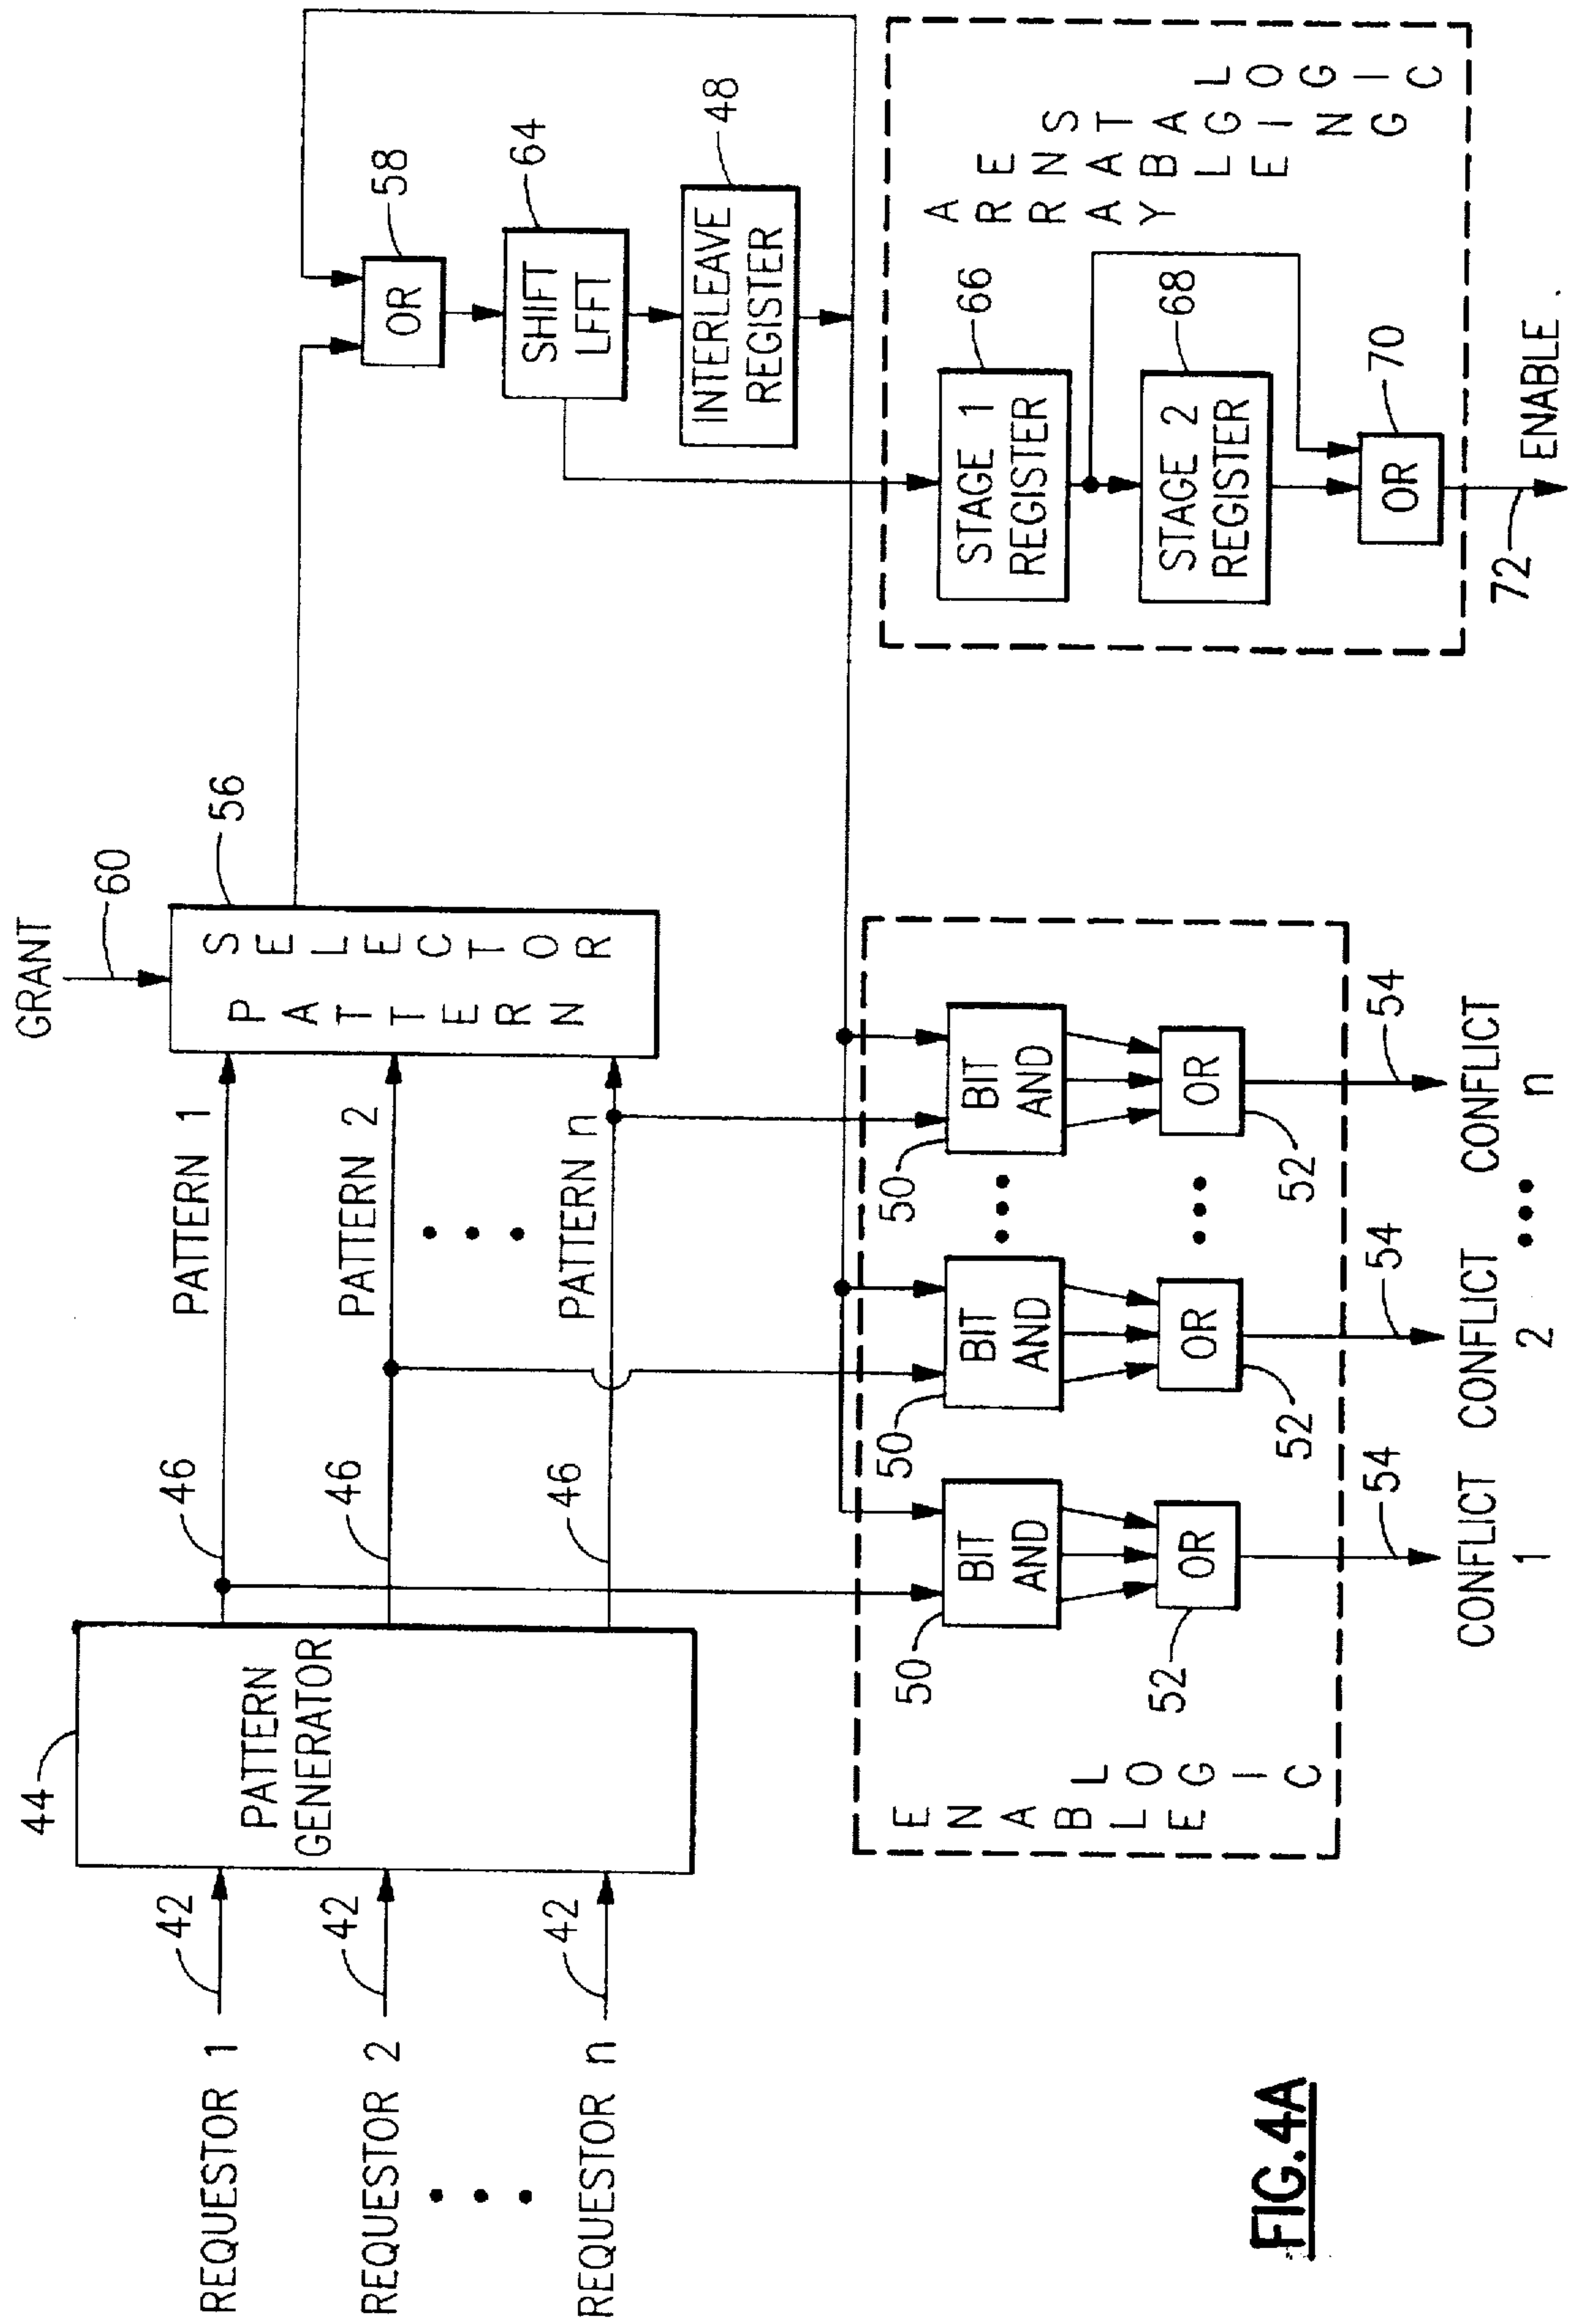 GRANT
60
56
PATTERN
SELECTOR
58
OR
64
SHIFT
LFFT
48
INTERLEAVE
REGISTER
44
PATTERN
GENERATOR
REQUESTOR 1
42
REQUESTOR 2
42
REQUESTOR n
42
46
PATTERN 1
46
PATTERN 2
46
PATTERN n
ENABLE
LOGIC
50
BIT
AND
50
BIT
AND
50
BIT
AND
52
OR
52
OR
52
OR
54
54
54
CONFLICT
1
CONFLICT
2
CONFLICT
n
ARRAY
ENABLE
STAGING
LOGIC
66
STAGE 1
REGISTER
68
STAGE 2
REGISTER
70
OR
72
ENABLE
FIG.4A